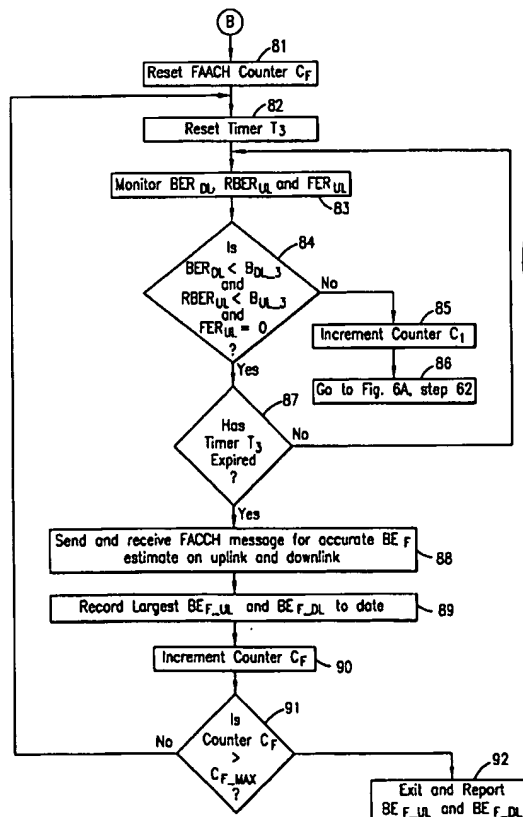 B
81
Reset FAACH Counter C_F
82
Reset Timer T_3
Monitor BER_DL, RBER_UL and FER_UL
83
84
Is
BER_DL < B_DL_3
and
RBER_UL < B_UL_3
and
FER_UL = 0
?
No
85
Increment Counter C_1
86
Go to Fig. 6A, step 62
Yes
87
Has
Timer T_3
Expired
?
No
Yes
Send and receive FACCH message for accurate BE_F
estimate on uplink and downlink
88
Record Largest BE_F_UL and BE_F_DL to date
89
Increment Counter C_F
90
91
Is
Counter C_F
>
C_F_MAX
?
No
92
Exit and Report
BE_F_UL and BE_F_DL